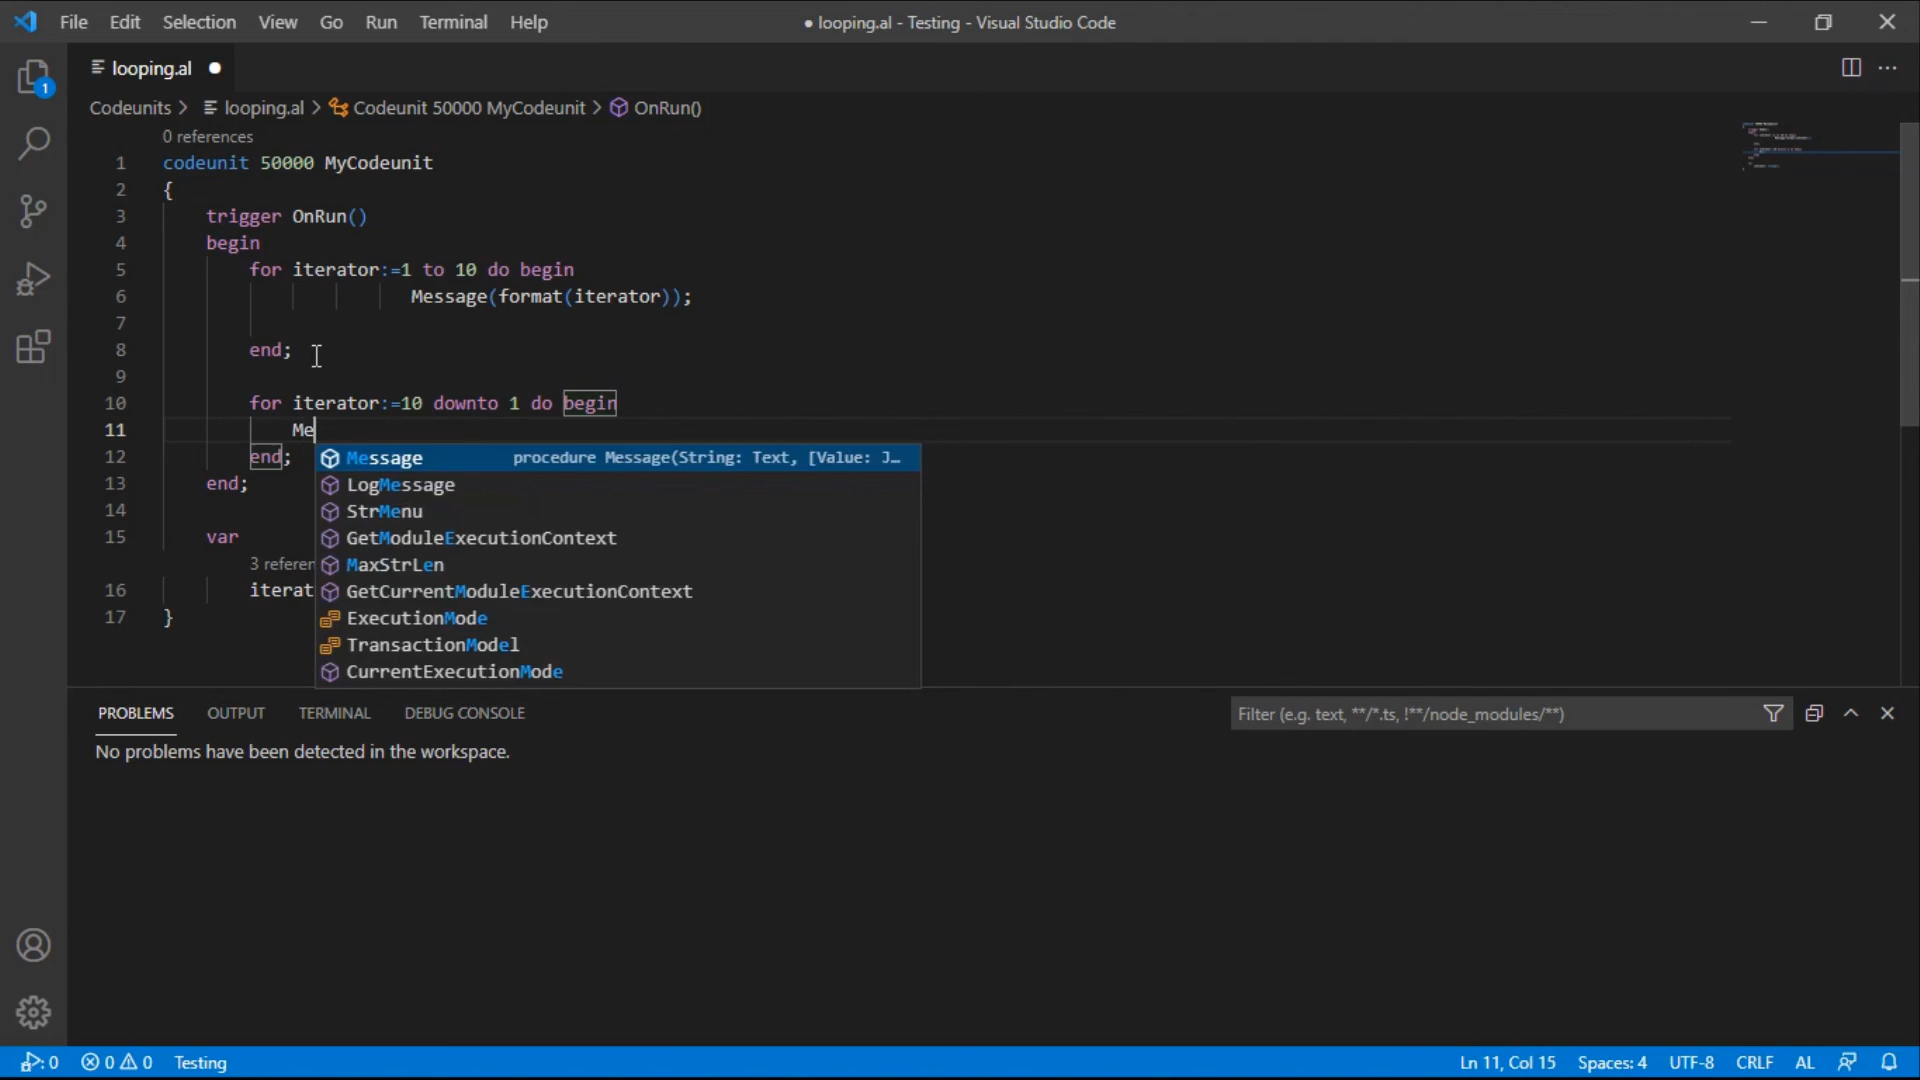 File Edit Selection View Go Run Terminal Help ● looping.al - Testing - Visual Studio Code
looping.al ●
1
Codeunits > looping.al > Codeunit 50000 MyCodeunit > OnRun()
0 references
1 codeunit 50000 MyCodeunit
2 {
3 trigger OnRun()
4 begin
5 for iterator:=1 to 10 do begin
6 Message(format(iterator));
7
8 end;
9
10 for iterator:=10 downto 1 do begin
11 Me
12 end;
Message procedure Message(String: Text, [Value: J…
13 end;
LogMessage
14
StrMenu
15 var
GetModuleExecutionContext
3 referen
MaxStrLen
16 iterat
GetCurrentModuleExecutionContext
17 }
ExecutionMode
TransactionModel
CurrentExecutionMode
PROBLEMS OUTPUT TERMINAL DEBUG CONSOLE Filter (e.g. text, **/*.ts, !**/node_modules/**)
No problems have been detected in the workspace.
: 0 0 0 Testing Ln 11, Col 15 Spaces: 4 UTF-8 CRLF AL